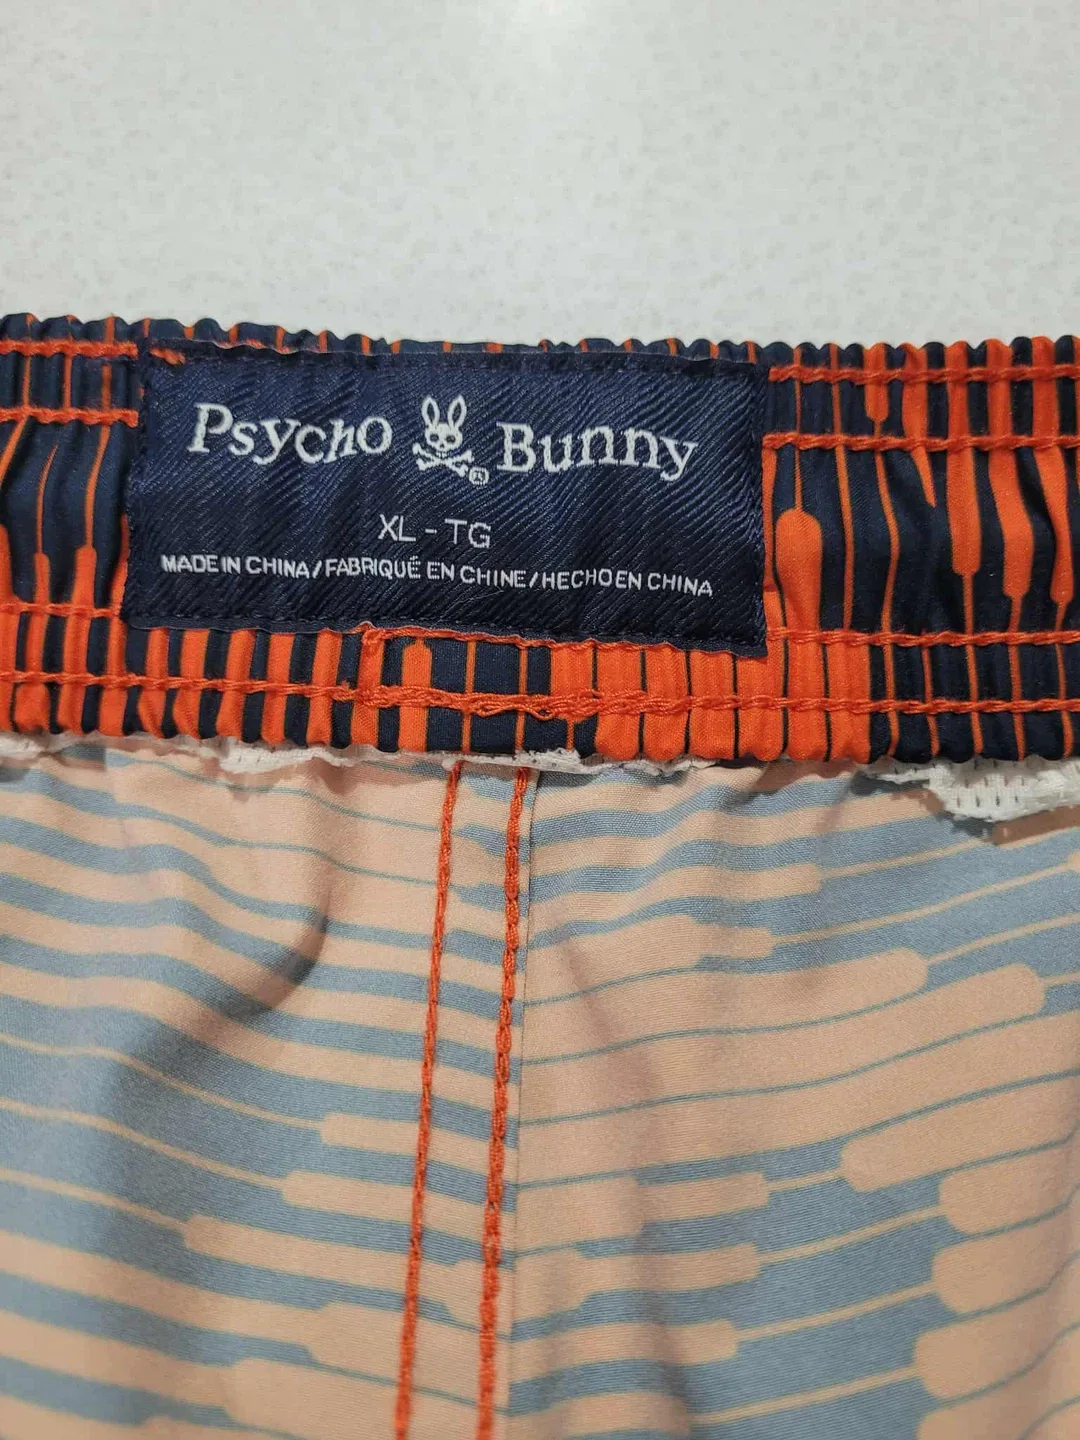 Psycho Bunny
XL - TG
MADE IN CHINA / FABRIQUÉ EN CHINE / HECHO EN CHINA